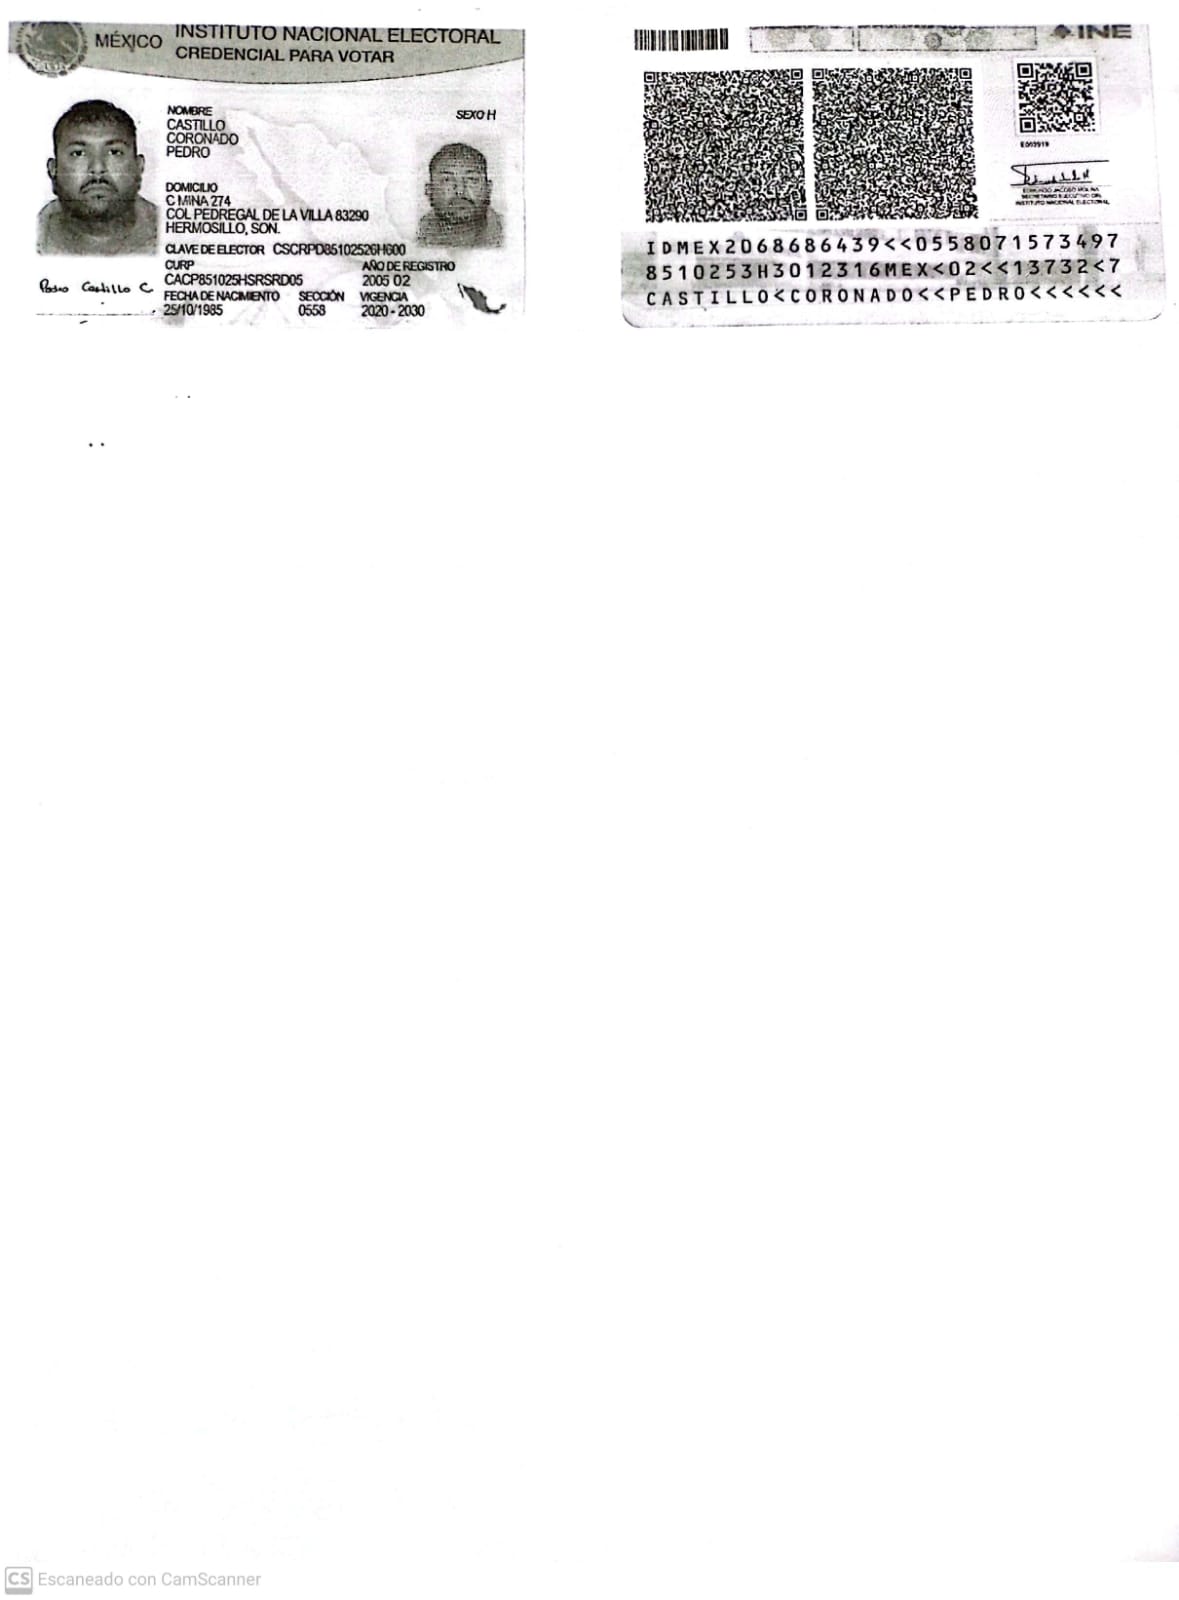 MÉXICO
INSTITUTO NACIONAL ELECTORAL
CREDENCIAL PARA VOTAR
NOMBRE
CASTILLO
CORONADO
PEDRO
SEXO H
DOMICILIO
C MINA 274
COL PEDREGAL DE LA VILLA 83290
HERMOSILLO, SON.
CLAVE DE ELECTOR CSCRPD85102526H600
CURP
CACP851025HSRSRD05
AÑO DE REGISTRO
2005 02
FECHA DE NACIMIENTO
25/10/1985
SECCIÓN
0558
VIGENCIA
2020 - 2030
Pedro Castillo C
INE
E003919
EDMUNDO JACOBO MOLINA
SECRETARIO EJECUTIVO DEL
INSTITUTO NACIONAL ELECTORAL
IDMEX2068686439<<0558071573497
8510253H3012316MEX<02<<13732<7
CASTILLO<CORONADO<<PEDRO<<<<<<
CS Escaneado con CamScanner